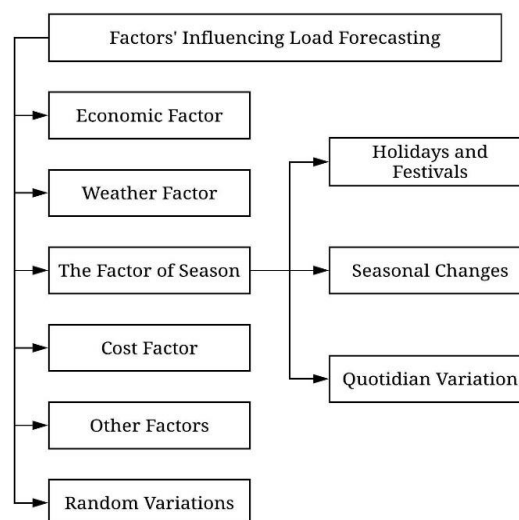 Factors' Influencing Load Forecasting
Economic Factor
Weather Factor
The Factor of Season
Cost Factor
Other Factors
Random Variations
Holidays and
Festivals
Seasonal Changes
Quotidian Variation